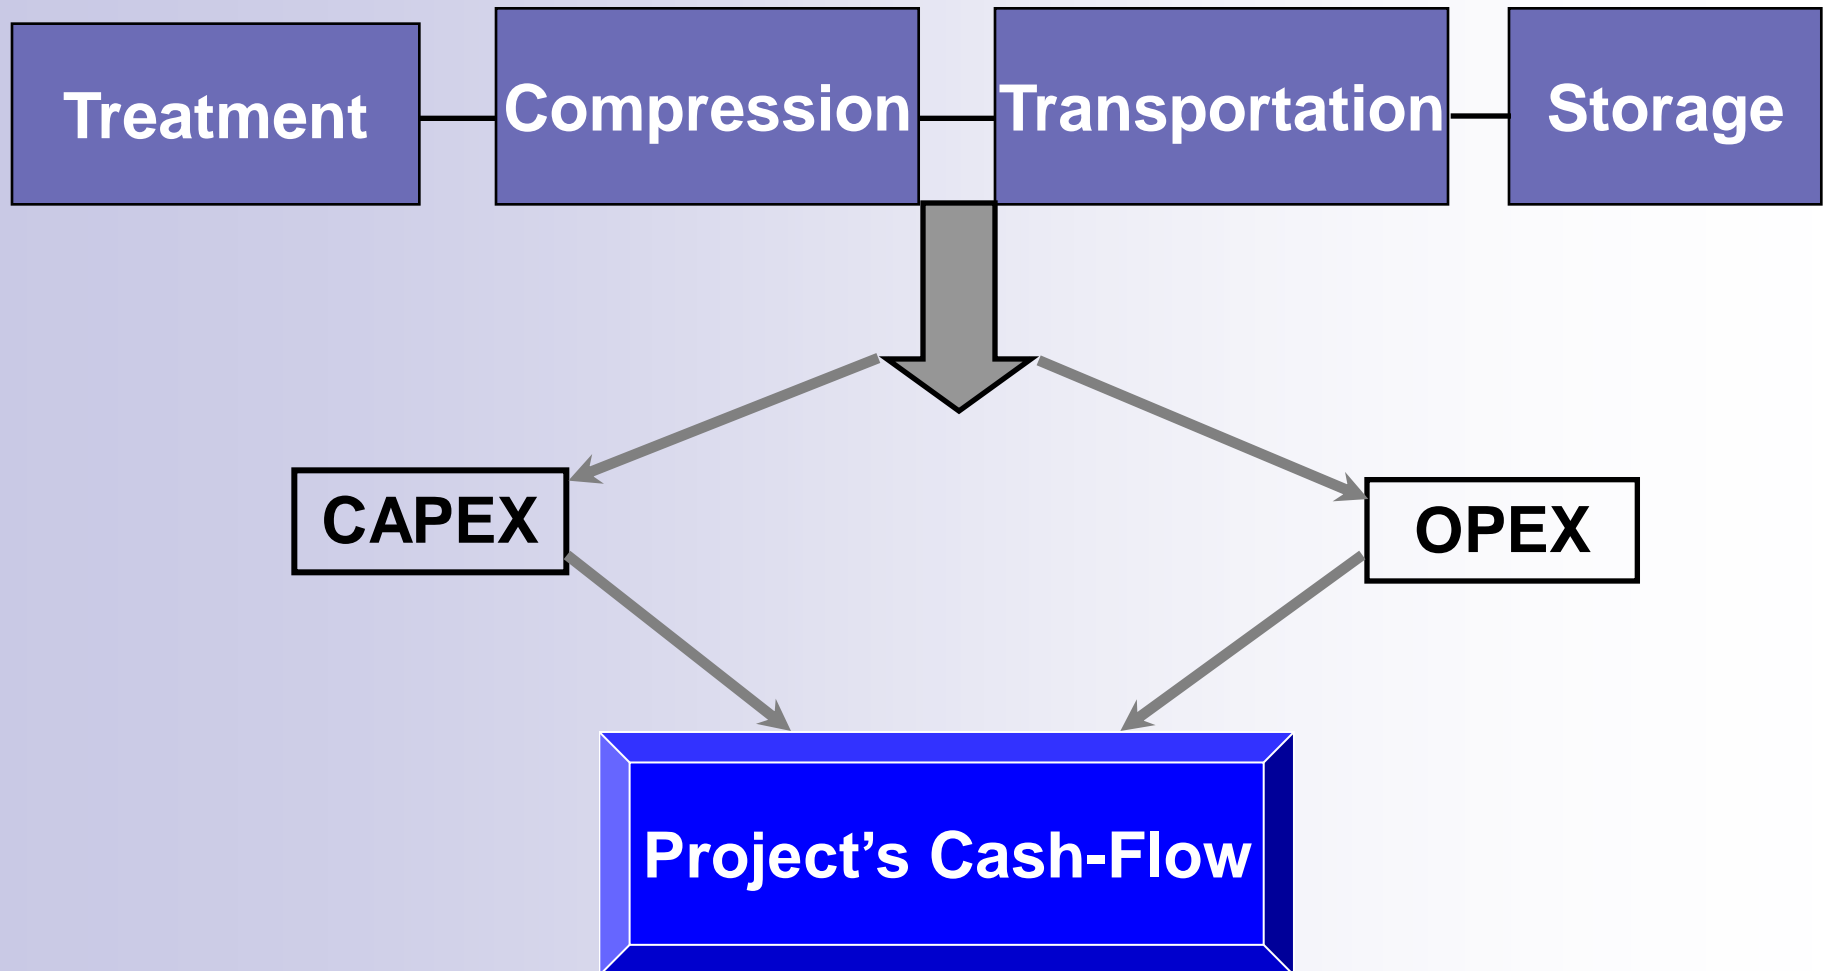 Treatment
Compression
Transportation
Storage
CAPEX
OPEX
Project’s Cash-Flow